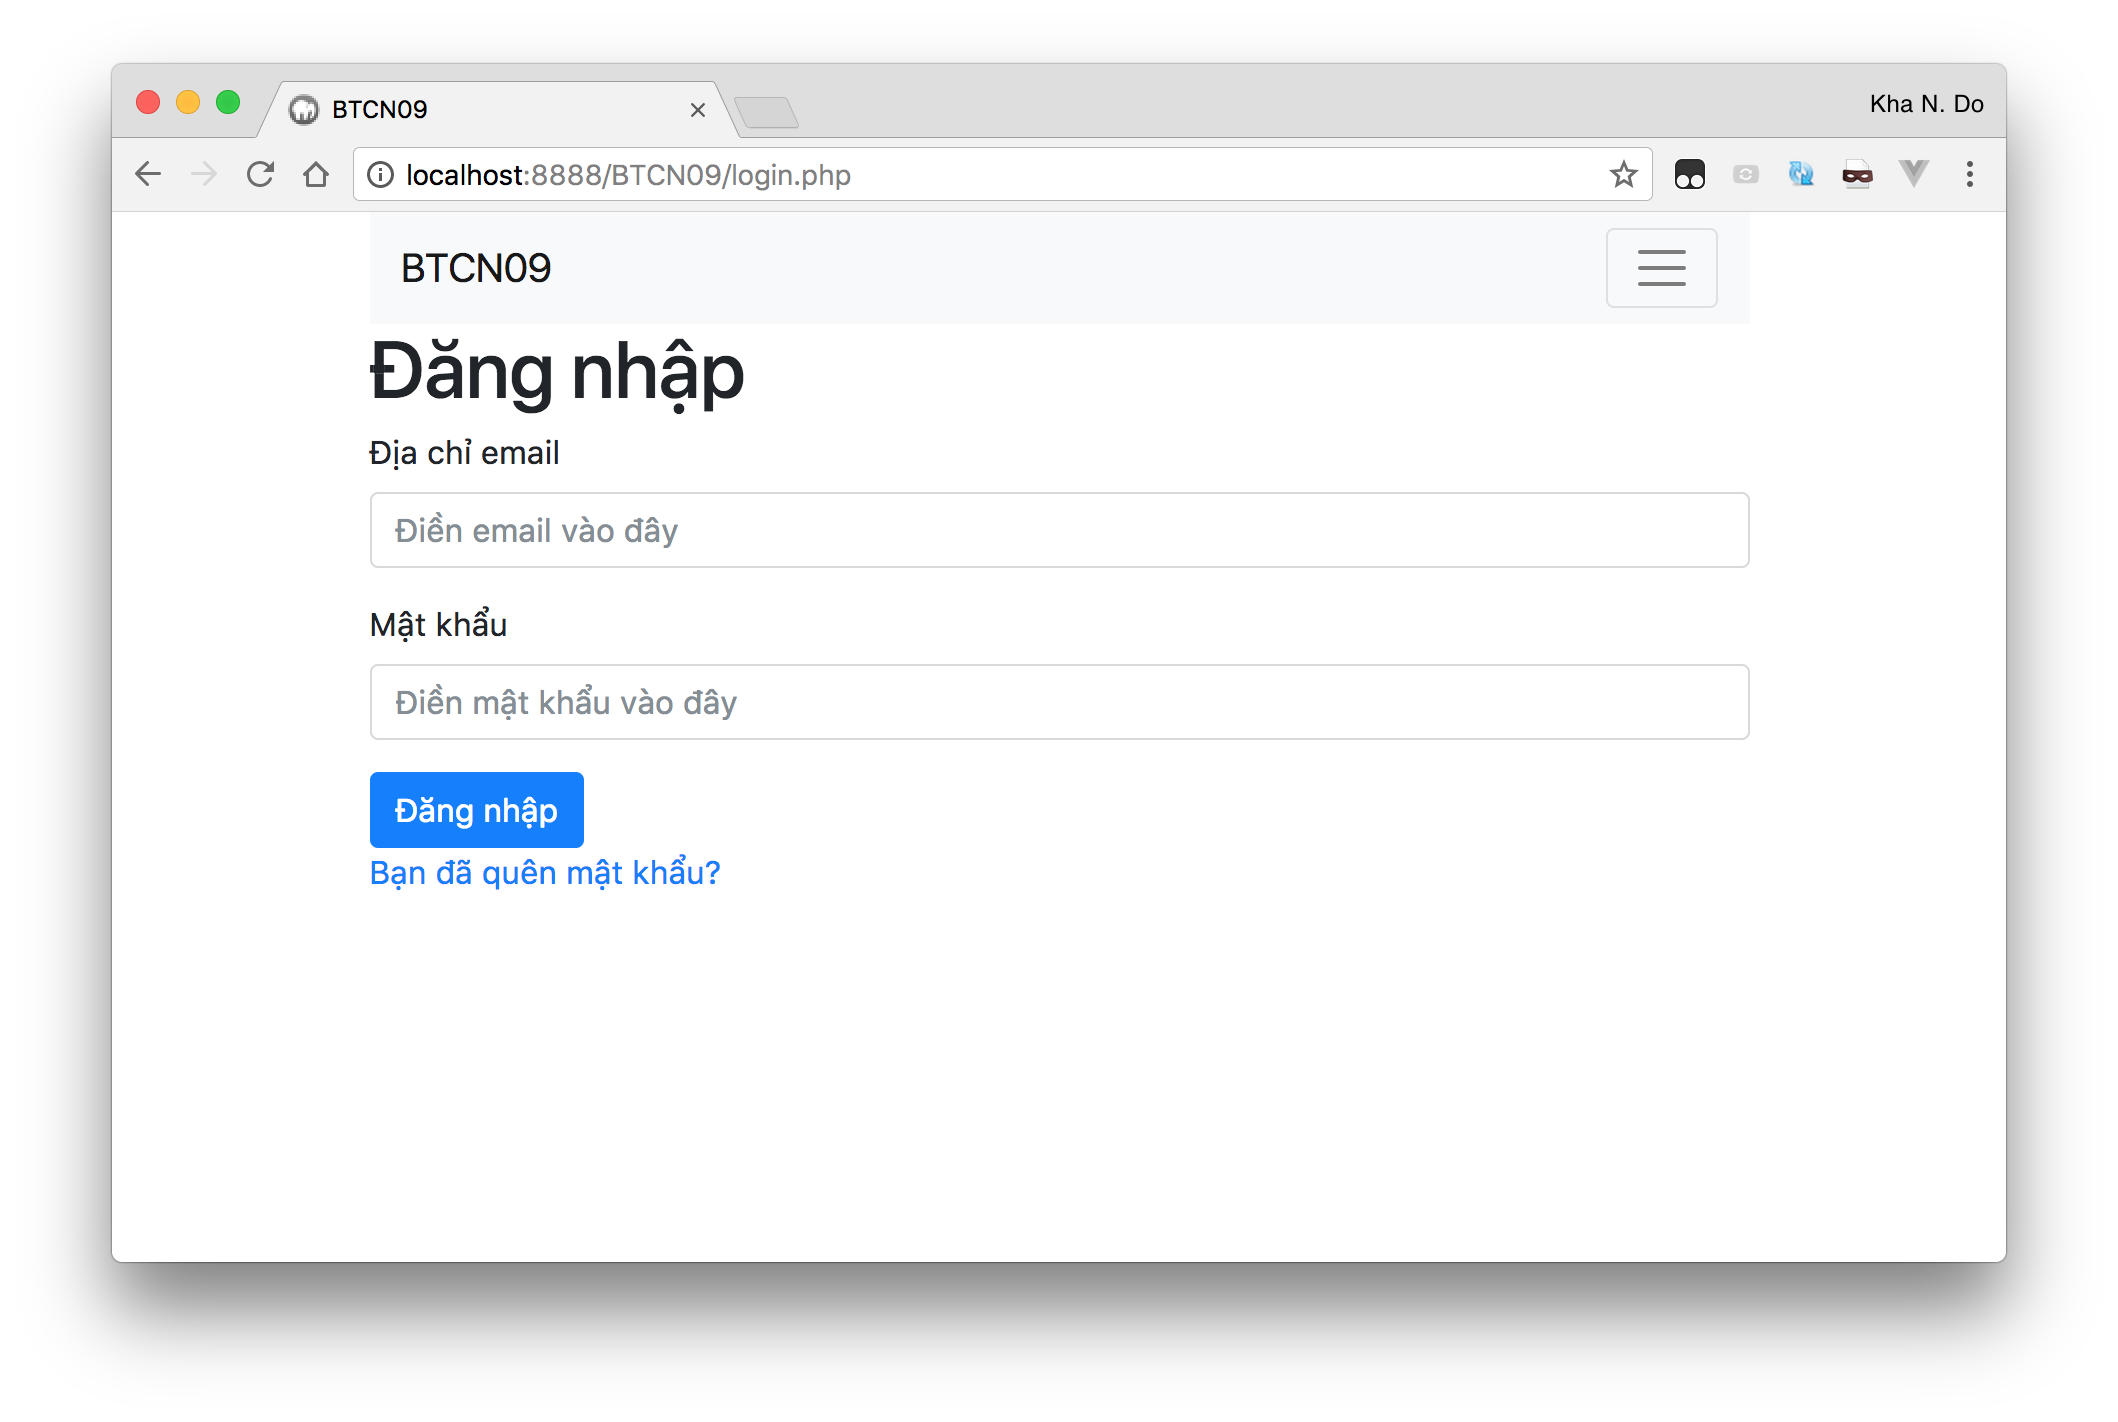 BTCN09
Kha N. Do
localhost:8888/BTCN09/login.php
BTCN09
Đăng nhập
Địa chỉ email
Điền email vào đây
Mật khẩu
Điền mật khẩu vào đây
Đăng nhập
Bạn đã quên mật khẩu?